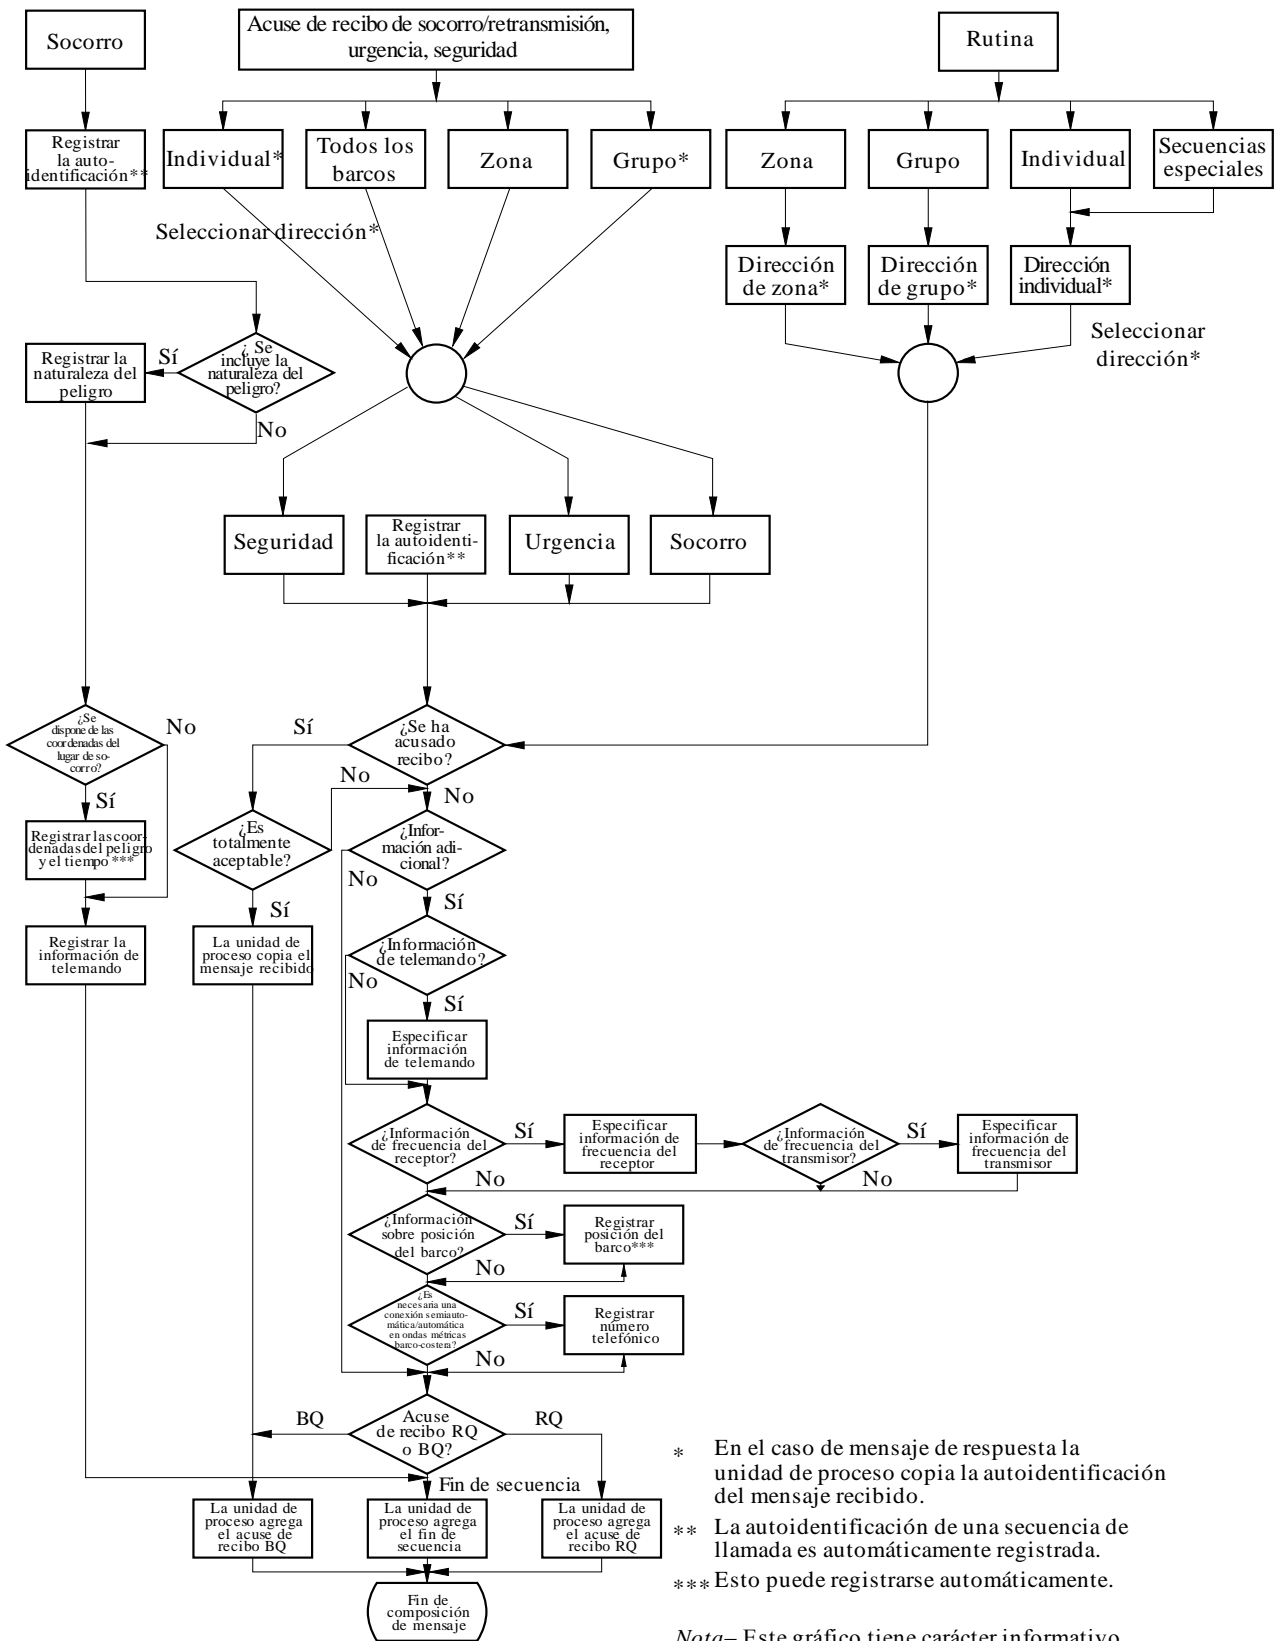 Socorro
Acuse de recibo de socorro/retransmisión,
urgencia, seguridad
Rutina
Registrar
la auto-
identificación**
Individual*
Todos los
barcos
Zona
Grupo*
Zona
Grupo
Individual
Secuencias
especiales
Seleccionar dirección*
Dirección
de zona*
Dirección
de grupo*
Dirección
individual*
Seleccionar
dirección*
Registrar la
naturaleza del
peligro
Sí
¿ Se
incluye la
naturaleza del
peligro?
No
Seguridad
Registrar
la autoidenti-
ficación**
Urgencia
Socorro
¿Se
dispone de las
coordenadas del
lugar de so-
corro?
No
Sí
¿Se ha
acusado
recibo?
No
No
Sí
Registrar las coor-
denadas del peligro
y el tiempo ***
¿Es
totalmente
aceptable?
¿Infor-
mación adi-
cional?
No
Sí
Sí
Registrar la
información de
telemando
La unidad de
proceso copia el
mensaje recibido
¿Información
de telemando?
No
Sí
Especificar
información
de telemando
¿Información
de frecuencia del
receptor?
Sí
Especificar
información de
frecuencia del
receptor
¿Información
de frecuencia del
transmisor?
Sí
Especificar
información de
frecuencia del
transmisor
No
No
¿Información
sobre posición
del barco?
Sí
Registrar
posición del
barco***
No
¿Es
necesaria una
conexión semiauto-
mática/automática
en ondas métricas
barco-costera?
Sí
Registrar
número
telefónico
No
BQ
Acuse
de recibo RQ
o BQ?
RQ
Fin de secuencia
La unidad de
proceso agrega
el acuse de
recibo BQ
La unidad de
proceso agrega
el fin de
secuencia
La unidad de
proceso agrega
el acuse de
recibo RQ
Fin de
composición
de mensaje
* En el caso de mensaje de respuesta la
unidad de proceso copia la autoidentificación
del mensaje recibido.
** La autoidentificación de una secuencia de
llamada es automáticamente registrada.
*** Esto puede registrarse automáticamente.
Nota– Este gráfico tiene carácter informativo